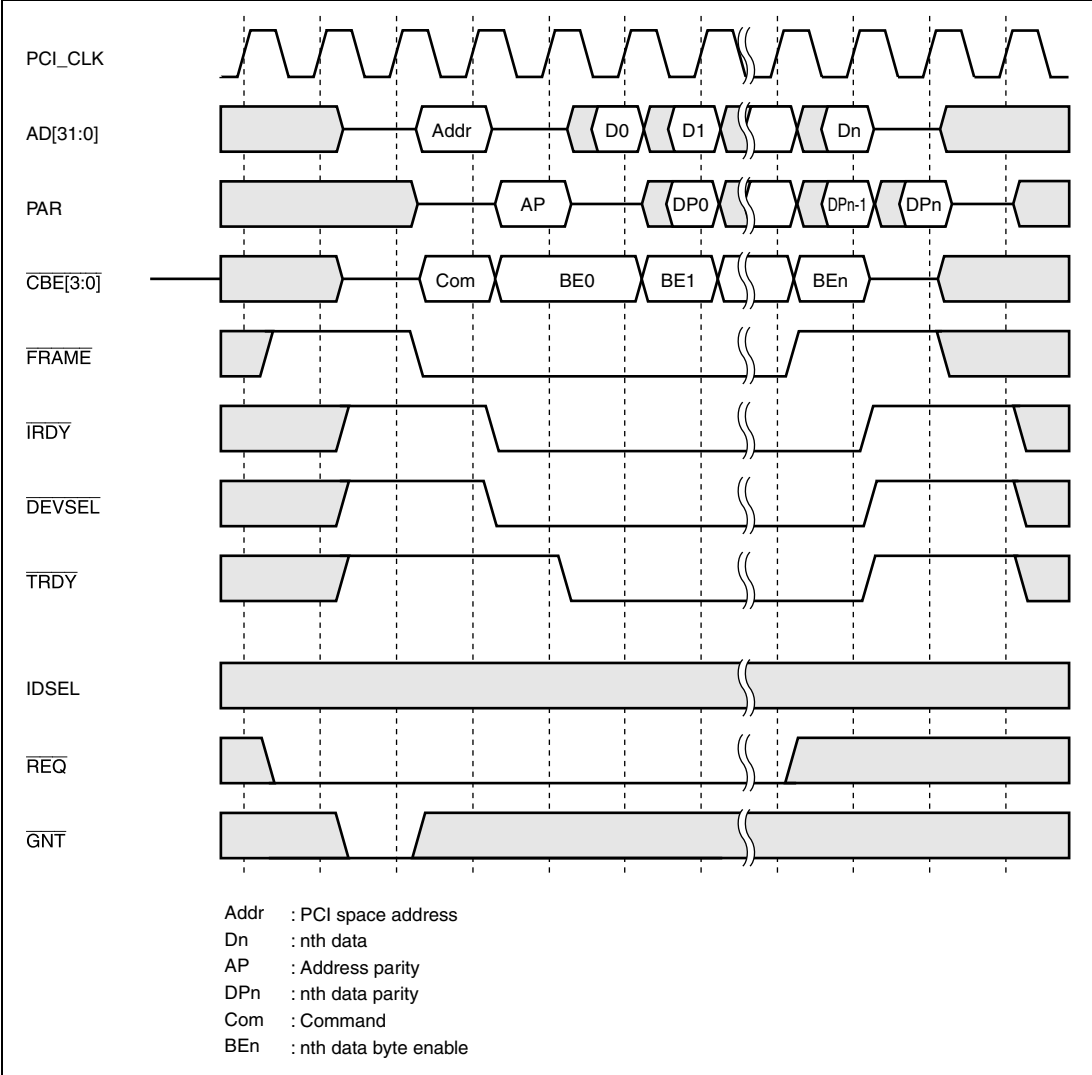 PCI_CLK
AD[31:0] Addr D0 D1 Dn
PAR AP DP0 DPn-1 DPn
CBE[3:0] Com BE0 BE1 BEn
FRAME
IRDY
DEVSEL
TRDY
IDSEL
REQ
GNT
Addr : PCI space address
Dn : nth data
AP : Address parity
DPn : nth data parity
Com : Command
BEn : nth data byte enable